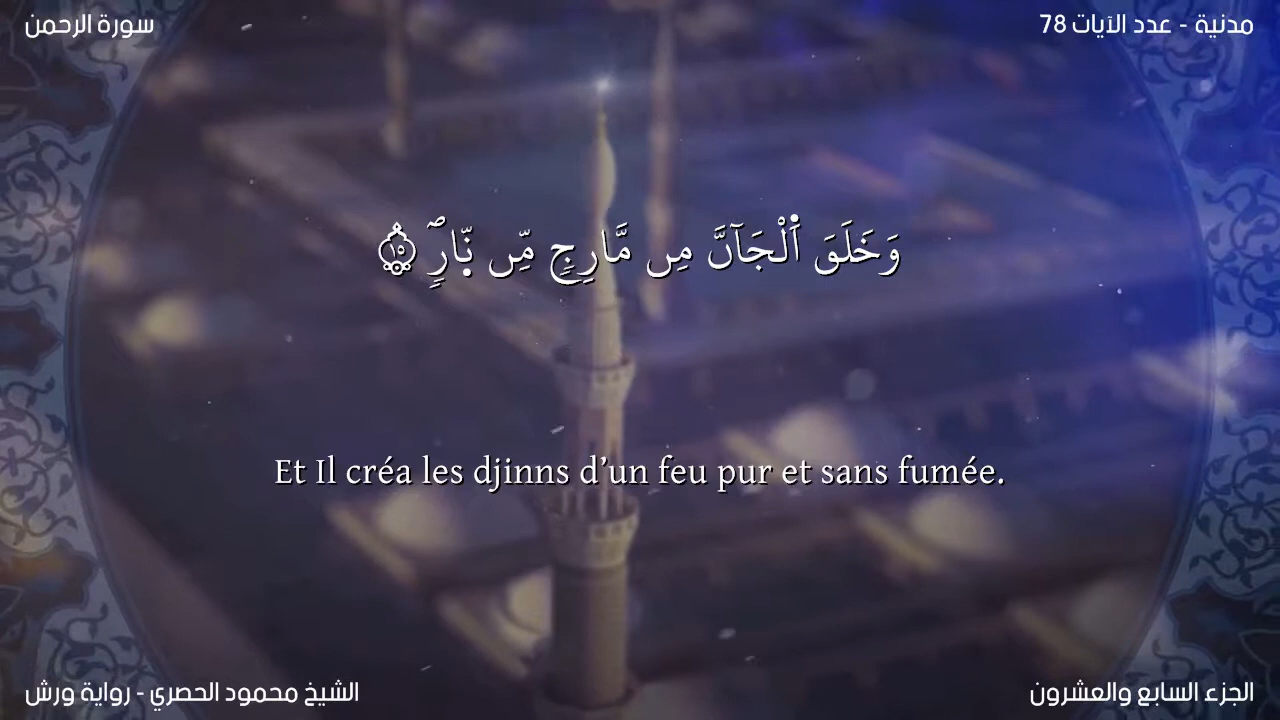 سورة الرحمن
مدنية - عدد الآيات 78
وَخَلَقَ ٱلْجَآنَّ مِن مَّارِجٖ مِّن نّ۪ارٖۖ ١٥
Et Il créa les djinns d’un feu pur et sans fumée.
الشيخ محمود الحصري - رواية ورش
الجزء السابع والعشرون